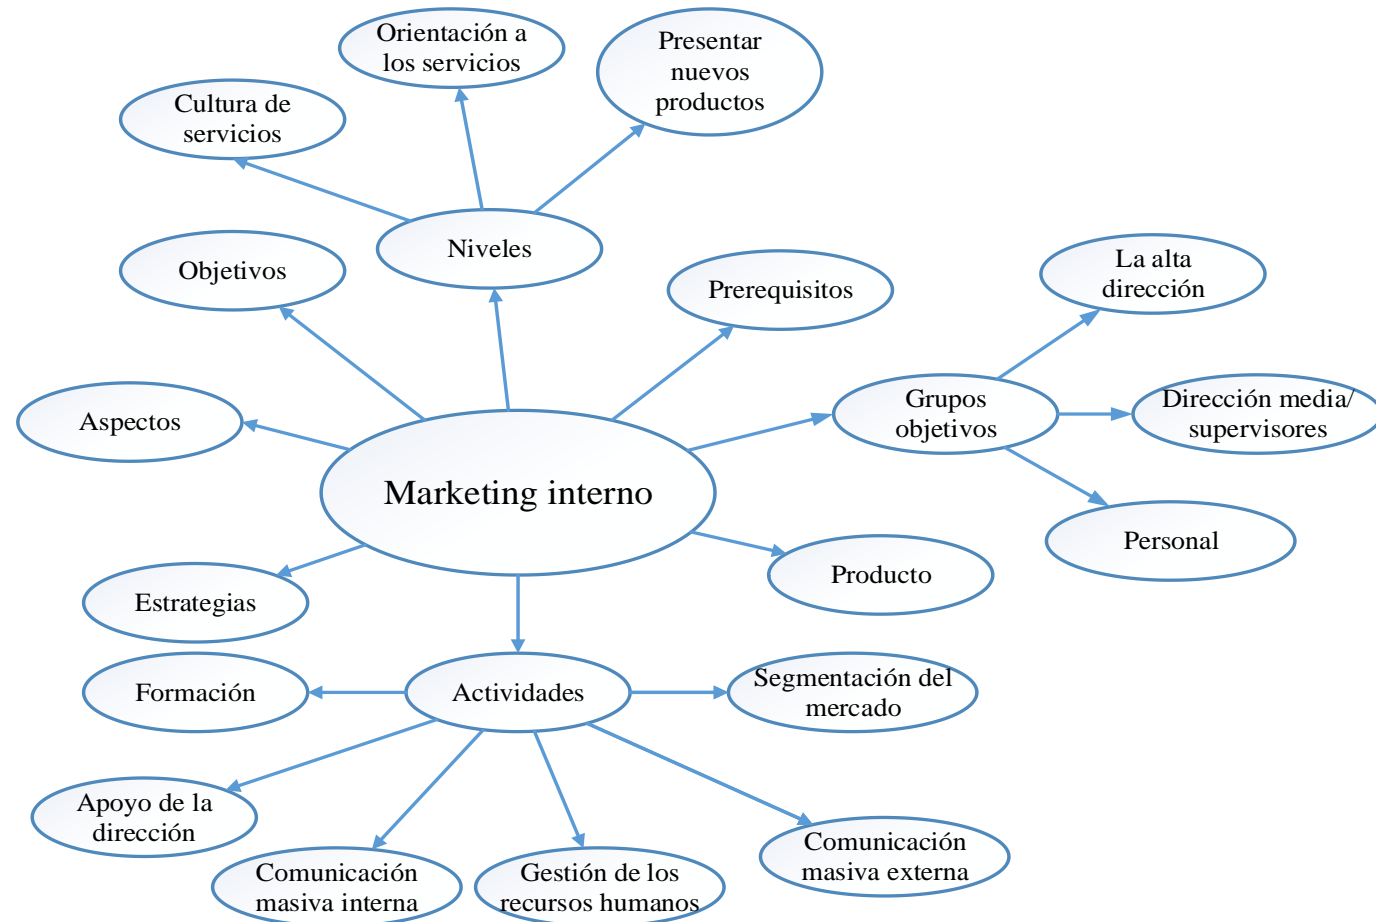 Orientación a
los servicios
Presentar
nuevos
productos
Cultura de
servicios
Niveles
Objetivos
Prerequisitos
La alta
dirección
Aspectos
Grupos
objetivos
Dirección media/
supervisores
Marketing interno
Personal
Producto
Estrategias
Formación
Actividades
Segmentación del
mercado
Apoyo de la
dirección
Comunicación
masiva interna
Gestión de los
recursos humanos
Comunicación
masiva externa